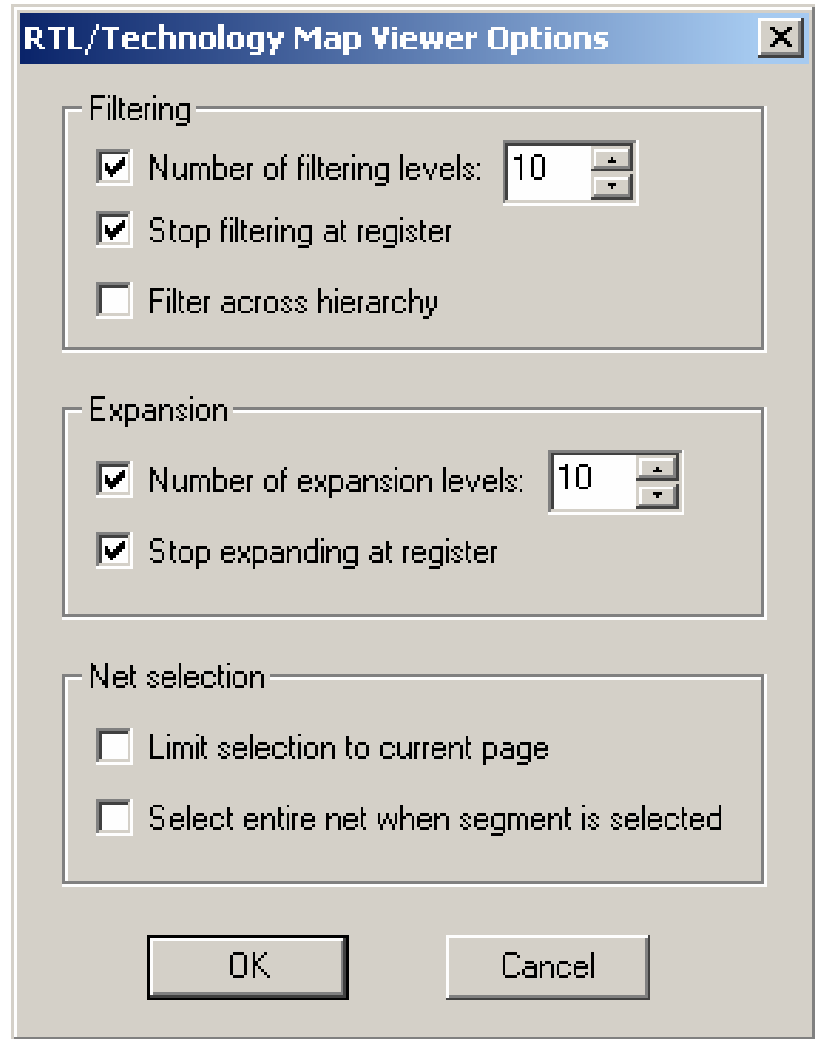 RTL/Technology Map Viewer Options
Filtering
Number of filtering levels: 10
Stop filtering at register
Filter across hierarchy
Expansion
Number of expansion levels: 10
Stop expanding at register
Net selection
Limit selection to current page
Select entire net when segment is selected
OK Cancel